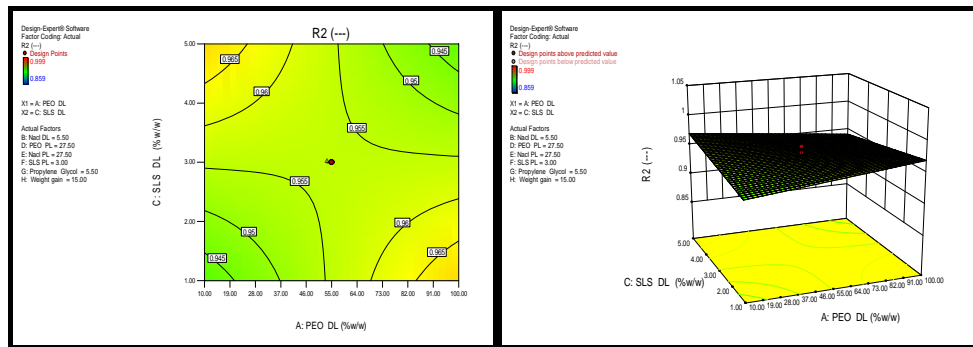 Design-Expert® Software
Factor Coding: Actual
R2 (---)
Design Points
0.999
0.859
X1 = A: PEO DL
X2 = C: SLS DL
Actual Factors
B: Nacl DL = 5.50
D: PEO PL = 27.50
E: Nacl PL = 27.50
F: SLS PL = 3.00
G: Propylene Glycol = 5.50
H: Weight gain = 15.00
R2 (---)
5.00
4.00
3.00
2.00
1.00
C: SLS DL (%w/w)
0.965
0.96
0.945
0.95
0.955
0.955
0.95
0.945
0.96
0.965
10.00 19.00 28.00 37.00 46.00 55.00 64.00 73.00 82.00 91.00 100.00
A: PEO DL (%w/w)
Design-Expert® Software
Factor Coding: Actual
R2 (---)
Design points above predicted value
Design points below predicted value
0.999
0.859
X1 = A: PEO DL
X2 = C: SLS DL
Actual Factors
B: Nacl DL = 5.50
D: PEO PL = 27.50
E: Nacl PL = 27.50
F: SLS PL = 3.00
G: Propylene Glycol = 5.50
H: Weight gain = 15.00
1.05
1
0.95
0.9
0.85
R2 (---)
5.00
4.00
3.00
2.00
1.00
C: SLS DL (%w/w)
10.00 19.00 28.00 37.00 46.00 55.00 64.00 73.00 82.00 91.00 100.00
A: PEO DL (%w/w)